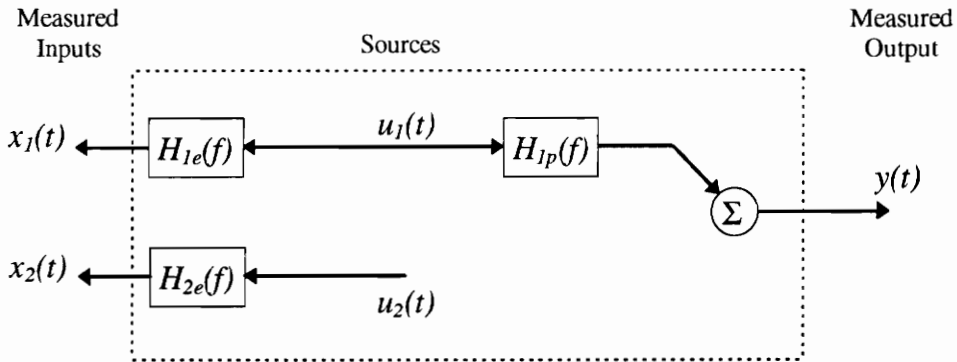 Measured
Inputs
Sources
Measured
Output
x₁(t)
H₁ₑ(f)
u₁(t)
H₁ₚ(f)
y(t)
Σ
x₂(t)
H₂ₑ(f)
u₂(t)